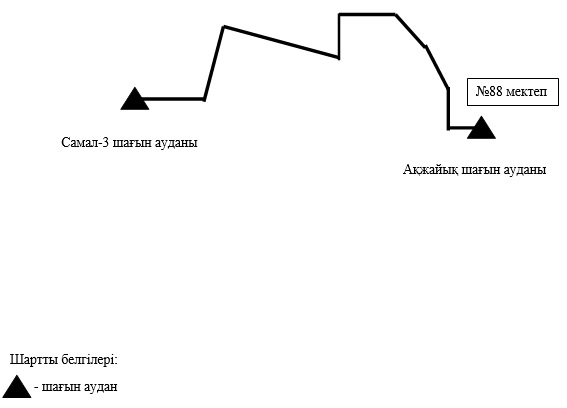 №88 мектеп
Самал-3 шағын ауданы
Ақжайық шағын ауданы
Шартты белгілері:
- шағын аудан